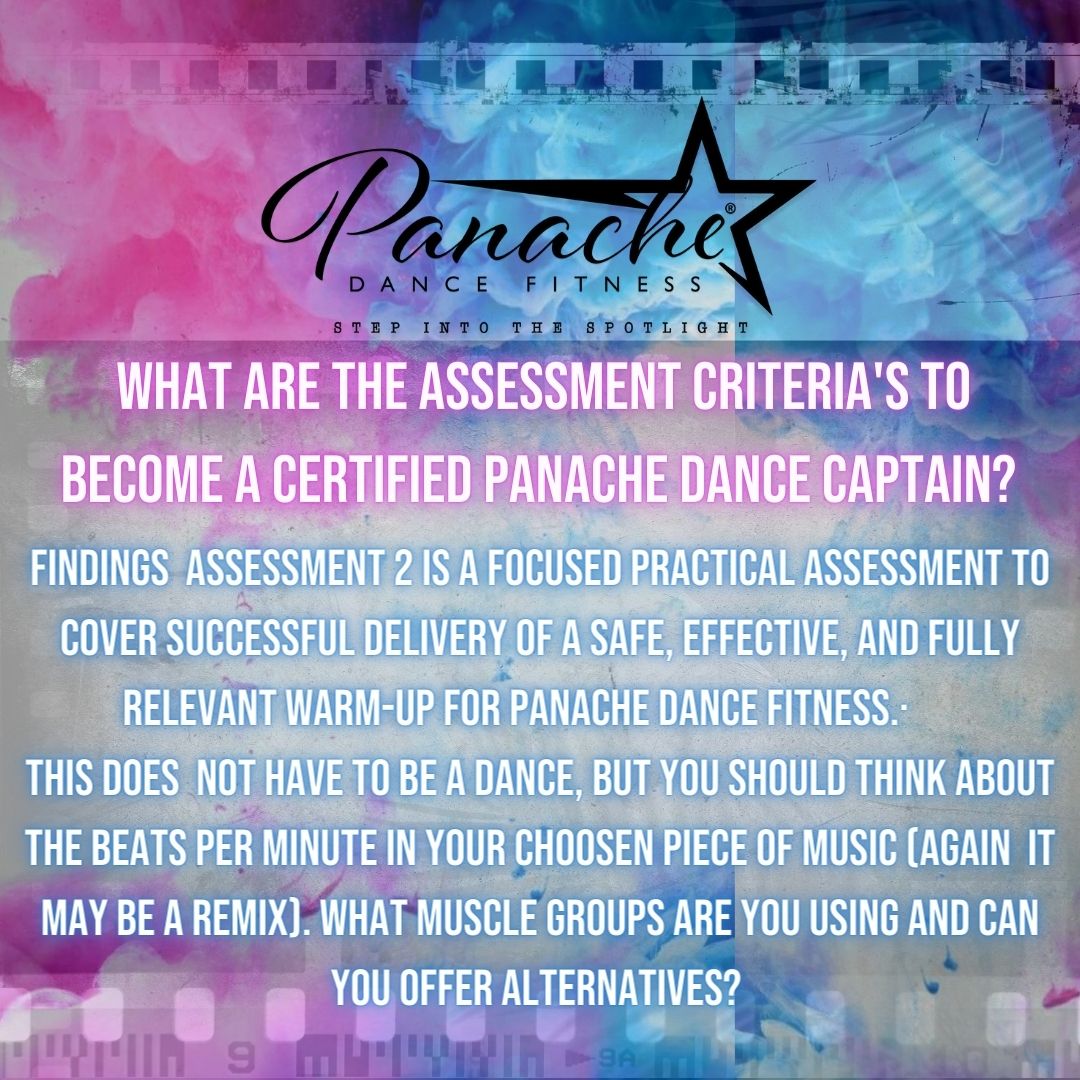 Panache®
DANCE FITNESS
STEP INTO THE SPOTLIGHT
WHAT ARE THE ASSESSMENT CRITERIA'S TO
BECOME A CERTIFIED PANACHE DANCE CAPTAIN?
FINDINGS ASSESSMENT 2 IS A FOCUSED PRACTICAL ASSESSMENT TO
COVER SUCCESSFUL DELIVERY OF A SAFE, EFFECTIVE, AND FULLY
RELEVANT WARM-UP FOR PANACHE DANCE FITNESS.·
THIS DOES NOT HAVE TO BE A DANCE, BUT YOU SHOULD THINK ABOUT
THE BEATS PER MINUTE IN YOUR CHOOSEN PIECE OF MUSIC (AGAIN IT
MAY BE A REMIX). WHAT MUSCLE GROUPS ARE YOU USING AND CAN
YOU OFFER ALTERNATIVES?
9 9A